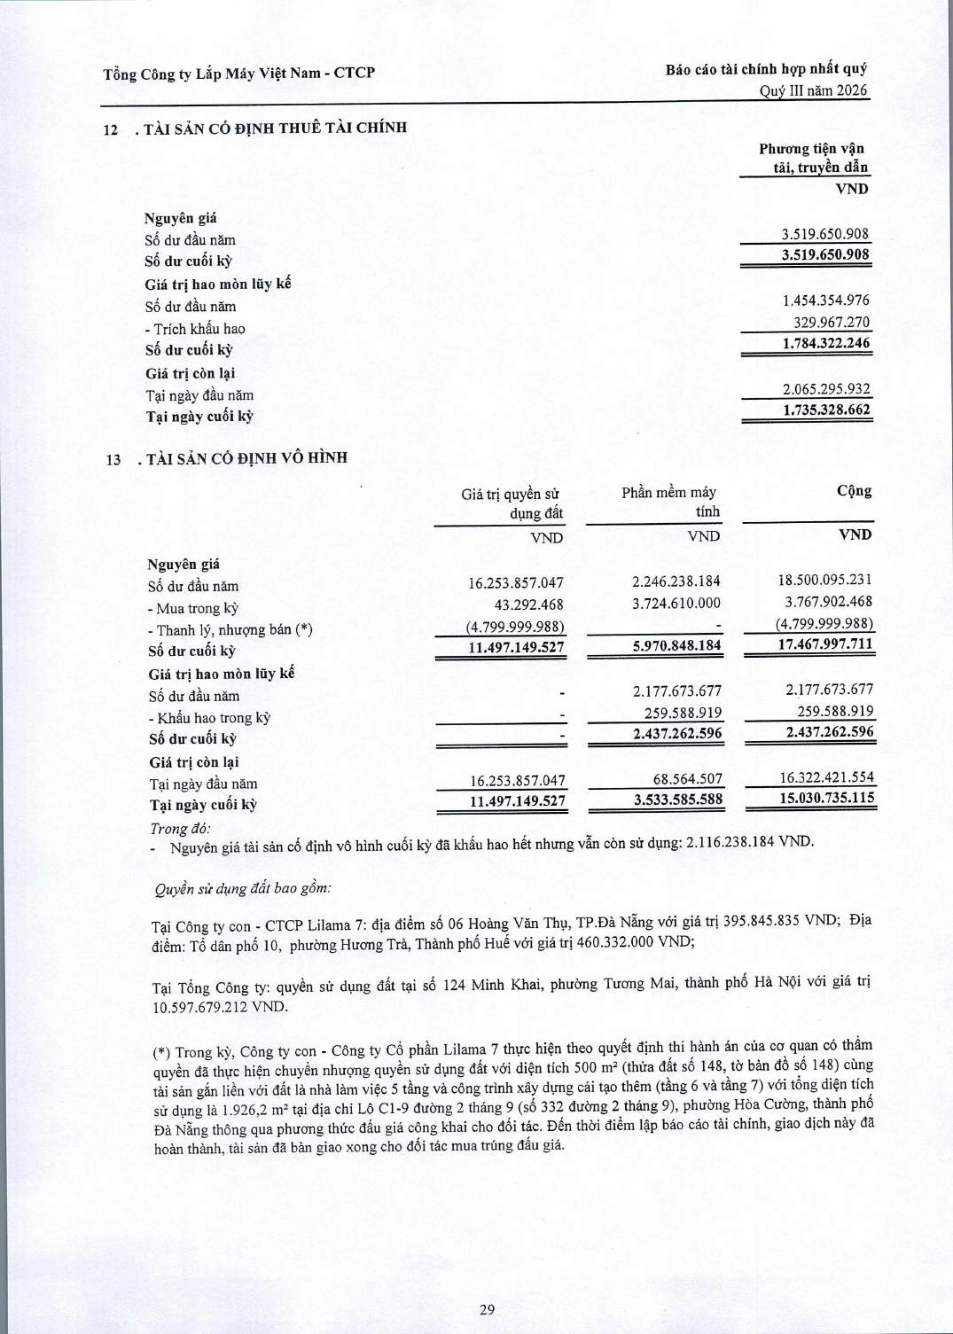 Tổng Công ty Lắp Máy Việt Nam - CTCP
Báo cáo tài chính hợp nhất quý
Quý III năm 2026
12 . TÀI SẢN CỐ ĐỊNH THUÊ TÀI CHÍNH
Phương tiện vận
tải, truyền dẫn
VND
Nguyên giá
Số dư đầu năm 3.519.650.908
Số dư cuối kỳ 3.519.650.908
Giá trị hao mòn lũy kế
Số dư đầu năm 1.454.354.976
- Trích khấu hao 329.967.270
Số dư cuối kỳ 1.784.322.246
Giá trị còn lại
Tại ngày đầu năm 2.065.295.932
Tại ngày cuối kỳ 1.735.328.662
13 . TÀI SẢN CỐ ĐỊNH VÔ HÌNH
Giá trị quyền sử Phần mềm máy Cộng
dụng đất tính
VND VND VND
Nguyên giá
Số dư đầu năm 16.253.857.047 2.246.238.184 18.500.095.231
- Mua trong kỳ 43.292.468 3.724.610.000 3.767.902.468
- Thanh lý, nhượng bán (*) (4.799.999.988) - (4.799.999.988)
Số dư cuối kỳ 11.497.149.527 5.970.848.184 17.467.997.711
Giá trị hao mòn lũy kế
Số dư đầu năm - 2.177.673.677 2.177.673.677
- Khấu hao trong kỳ - 259.588.919 259.588.919
Số dư cuối kỳ - 2.437.262.596 2.437.262.596
Giá trị còn lại
Tại ngày đầu năm 16.253.857.047 68.564.507 16.322.421.554
Tại ngày cuối kỳ 11.497.149.527 3.533.585.588 15.030.735.115
Trong đó:
- Nguyên giá tài sản cố định vô hình cuối kỳ đã khấu hao hết nhưng vẫn còn sử dụng: 2.116.238.184 VND.
Quyền sử dụng đất bao gồm:
Tại Công ty con - CTCP Lilama 7: địa điểm số 06 Hoàng Văn Thụ, TP.Đà Nẵng với giá trị 395.845.835 VND; Địa
điểm: Tổ dân phố 10, phường Hương Trà, Thành phố Huế với giá trị 460.332.000 VND;
Tại Tổng Công ty: quyền sử dụng đất tại số 124 Minh Khai, phường Tương Mai, thành phố Hà Nội với giá trị
10.597.679.212 VND.
(*) Trong kỳ, Công ty con - Công ty Cổ phần Lilama 7 thực hiện theo quyết định thi hành án của cơ quan có thẩm
quyền đã thực hiện chuyển nhượng quyền sử dụng đất với diện tích 500 m² (thửa đất số 148, tờ bản đồ số 148) cùng
tài sản gắn liền với đất là nhà làm việc 5 tầng và công trình xây dựng cải tạo thêm (tầng 6 và tầng 7) với tổng diện tích
sử dụng là 1.926,2 m² tại địa chỉ Lô C1-9 đường 2 tháng 9 (số 332 đường 2 tháng 9), phường Hòa Cường, thành phố
Đà Nẵng thông qua phương thức đấu giá công khai cho đối tác. Đến thời điểm lập báo cáo tài chính, giao dịch này đã
hoàn thành, tài sản đã bàn giao xong cho đối tác mua trúng đấu giá.
29